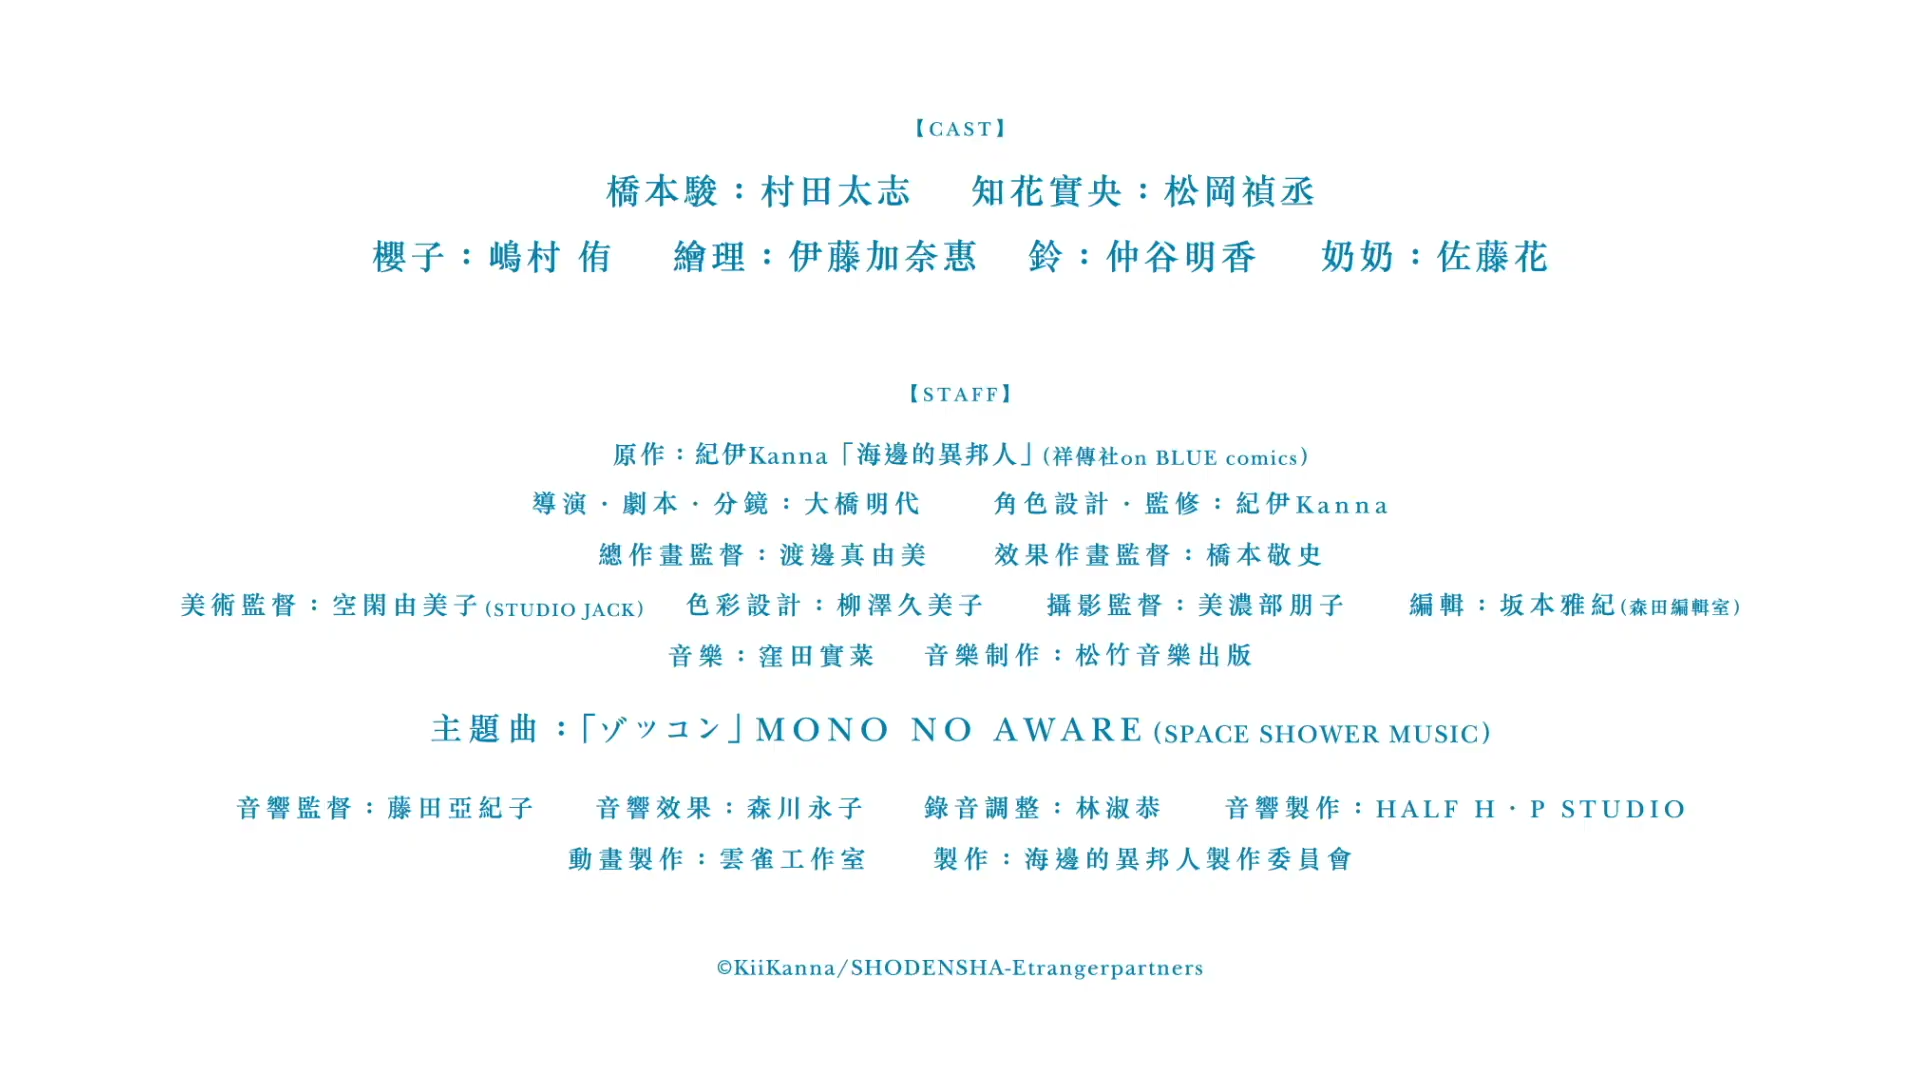 【CAST】
橋本駿：村田太志　知花實央：松岡禎丞
櫻子：嶋村 侑　繪理：伊藤加奈惠　鈴：仲谷明香　奶奶：佐藤花
【STAFF】
原作：紀伊Kanna「海邊的異邦人」(祥傳社on BLUE comics)
導演・劇本・分鏡：大橋明代　角色設計・監修：紀伊Kanna
總作畫監督：渡邊真由美　效果作畫監督：橋本敬史
美術監督：空閑由美子(STUDIO JACK)　色彩設計：柳澤久美子　攝影監督：美濃部朋子　編輯：坂本雅紀(森田編輯室)
音樂：窪田實菜　音樂制作：松竹音樂出版
主題曲：「ゾッコン」MONO NO AWARE(SPACE SHOWER MUSIC)
音響監督：藤田亞紀子　音響效果：森川永子　錄音調整：林淑恭　音響製作：HALF H・P STUDIO
動畫製作：雲雀工作室　製作：海邊的異邦人製作委員會
©KiiKanna/SHODENSHA-Etrangerpartners